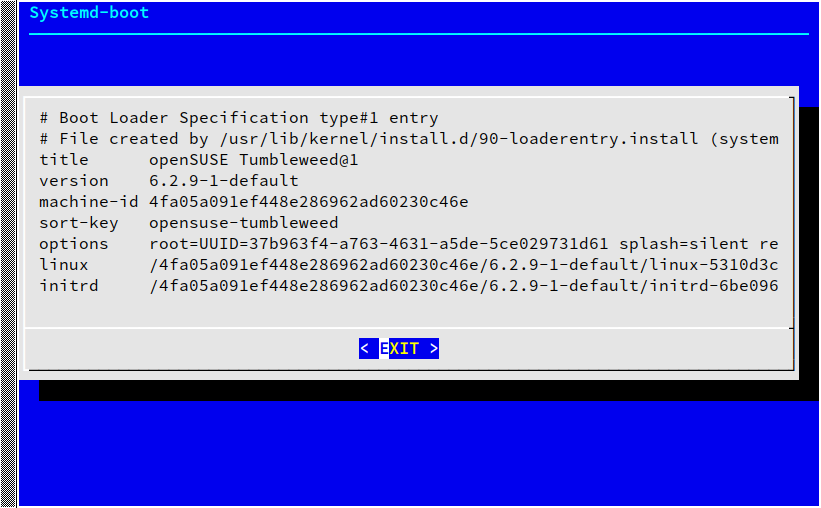 Systemd-boot
# Boot Loader Specification type#1 entry
# File created by /usr/lib/kernel/install.d/90-loaderentry.install (system
title      openSUSE Tumbleweed@1
version    6.2.9-1-default
machine-id 4fa05a091ef448e286962ad60230c46e
sort-key   opensuse-tumbleweed
options    root=UUID=37b963f4-a763-4631-a5de-5ce029731d61 splash=silent re
linux      /4fa05a091ef448e286962ad60230c46e/6.2.9-1-default/linux-5310d3c
initrd     /4fa05a091ef448e286962ad60230c46e/6.2.9-1-default/initrd-6be096
< EXIT >